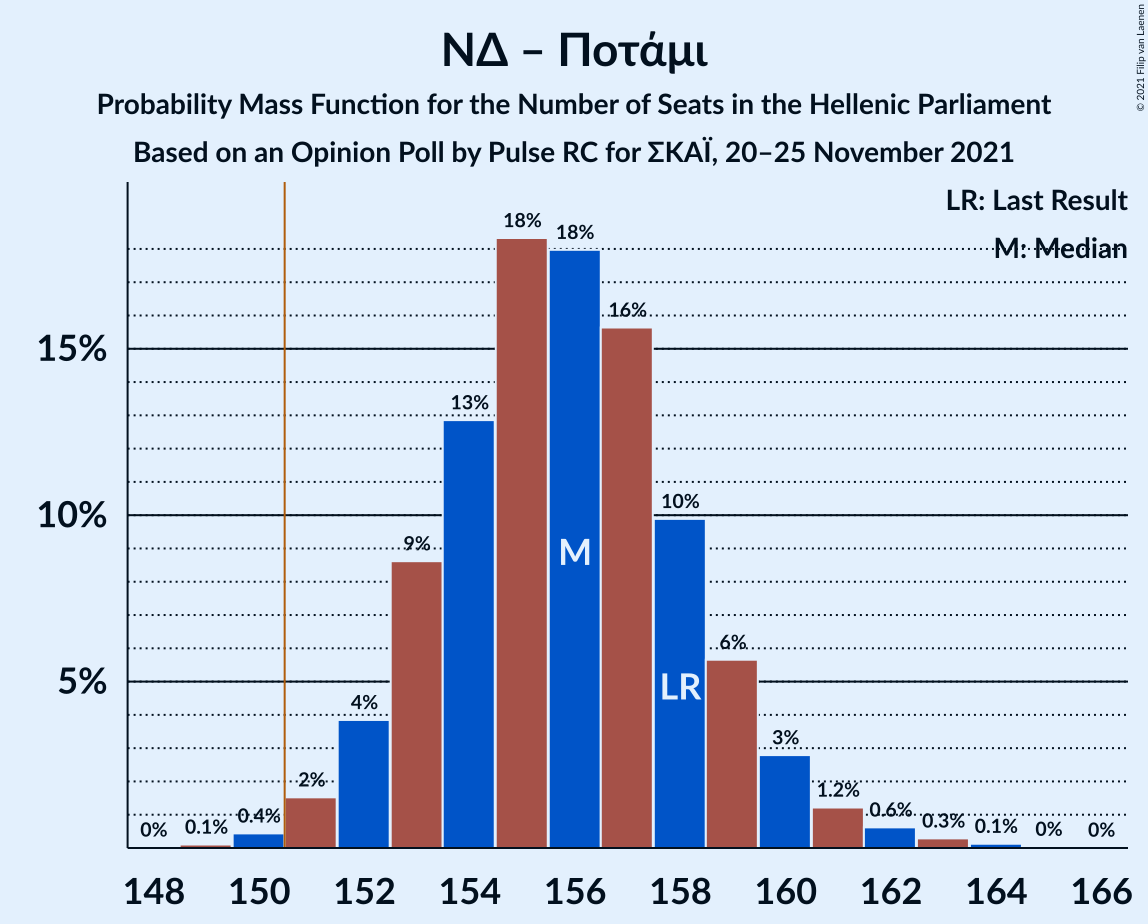 ΝΔ – Ποτάμι
Probability Mass Function for the Number of Seats in the Hellenic Parliament
Based on an Opinion Poll by Pulse RC for ΣΚΑΪ, 20–25 November 2021
© 2021 Filip van Laenen
LR: Last Result
M: Median
15%
10%
5%
0%
0.1%
0.4%
2%
4%
9%
13%
18%
18%
16%
10%
6%
3%
1.2%
0.6%
0.3%
0.1%
0%
0%
M
LR
148 150 152 154 156 158 160 162 164 166